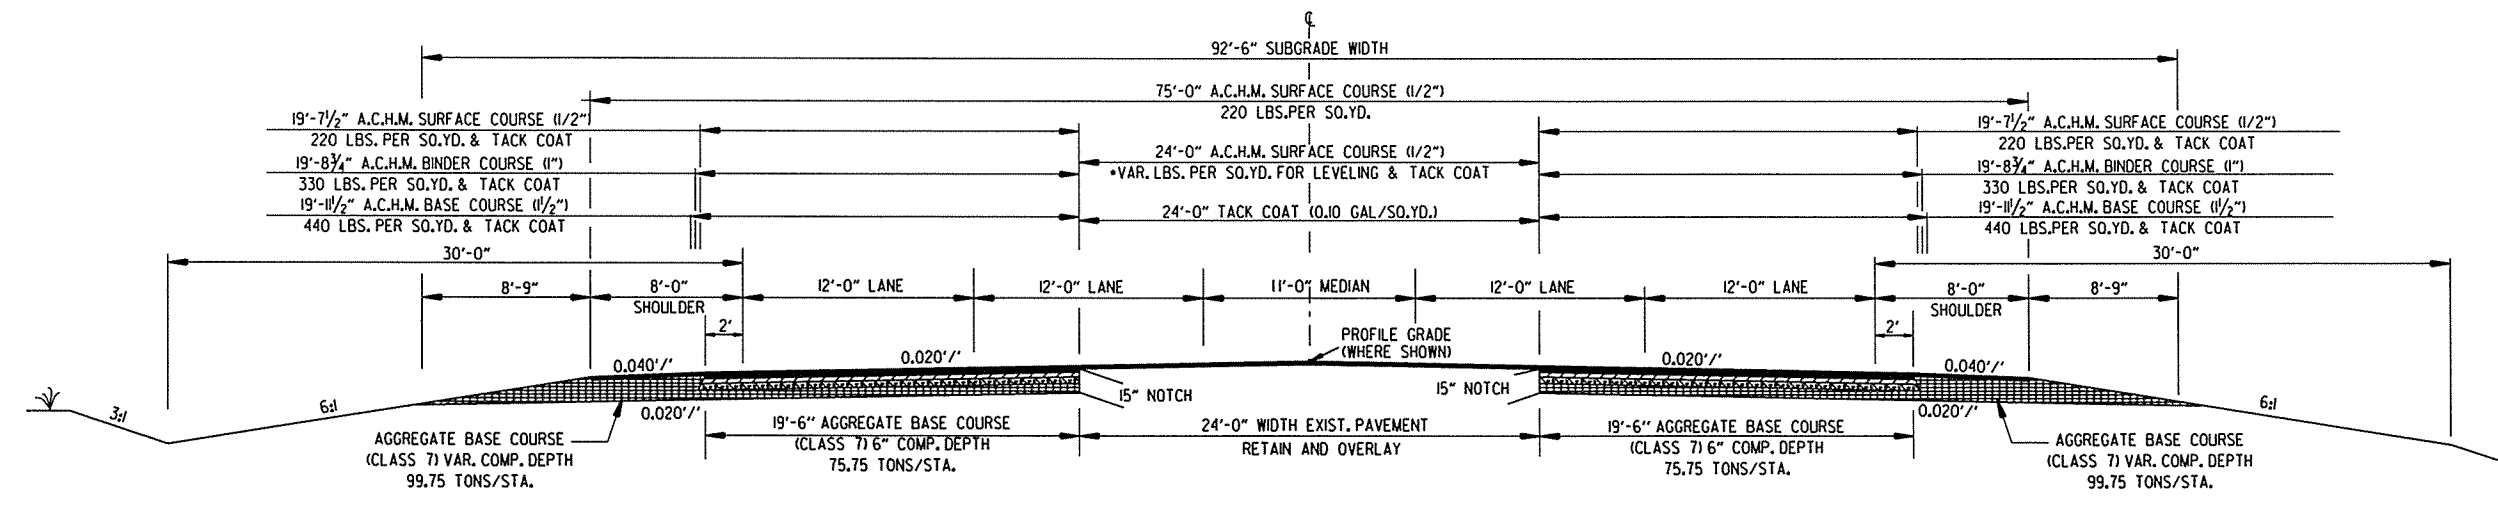 ℄
92'-6" SUBGRADE WIDTH
75'-0" A.C.H.M. SURFACE COURSE (1/2")
220 LBS.PER SQ.YD.
19'-7½" A.C.H.M. SURFACE COURSE (1/2")
220 LBS.PER SQ.YD. & TACK COAT
19'-8¾" A.C.H.M. BINDER COURSE (1")
330 LBS.PER SQ.YD. & TACK COAT
19'-11½" A.C.H.M. BASE COURSE (1½")
440 LBS.PER SQ.YD. & TACK COAT
24'-0" A.C.H.M. SURFACE COURSE (1/2")
*VAR. LBS. PER SQ.YD. FOR LEVELING & TACK COAT
24'-0" TACK COAT (0.10 GAL/SQ.YD.)
19'-7½" A.C.H.M. SURFACE COURSE (1/2")
220 LBS.PER SQ.YD. & TACK COAT
19'-8¾" A.C.H.M. BINDER COURSE (1")
330 LBS.PER SQ.YD. & TACK COAT
19'-11½" A.C.H.M. BASE COURSE (1½")
440 LBS.PER SQ.YD. & TACK COAT
30'-0"
30'-0"
8'-9"
8'-0"
SHOULDER
12'-0" LANE
12'-0" LANE
11'-0" MEDIAN
12'-0" LANE
12'-0" LANE
8'-0"
SHOULDER
8'-9"
2'
2'
PROFILE GRADE
(WHERE SHOWN)
0.040'/'
0.020'/'
0.020'/'
0.040'/'
3:1
6:1
0.020'/'
15" NOTCH
15" NOTCH
0.020'/'
6:1
AGGREGATE BASE COURSE
(CLASS 7) VAR. COMP. DEPTH
99.75 TONS/STA.
19'-6" AGGREGATE BASE COURSE
(CLASS 7) 6" COMP. DEPTH
75.75 TONS/STA.
24'-0" WIDTH EXIST. PAVEMENT
RETAIN AND OVERLAY
19'-6" AGGREGATE BASE COURSE
(CLASS 7) 6" COMP. DEPTH
75.75 TONS/STA.
AGGREGATE BASE COURSE
(CLASS 7) VAR. COMP. DEPTH
99.75 TONS/STA.